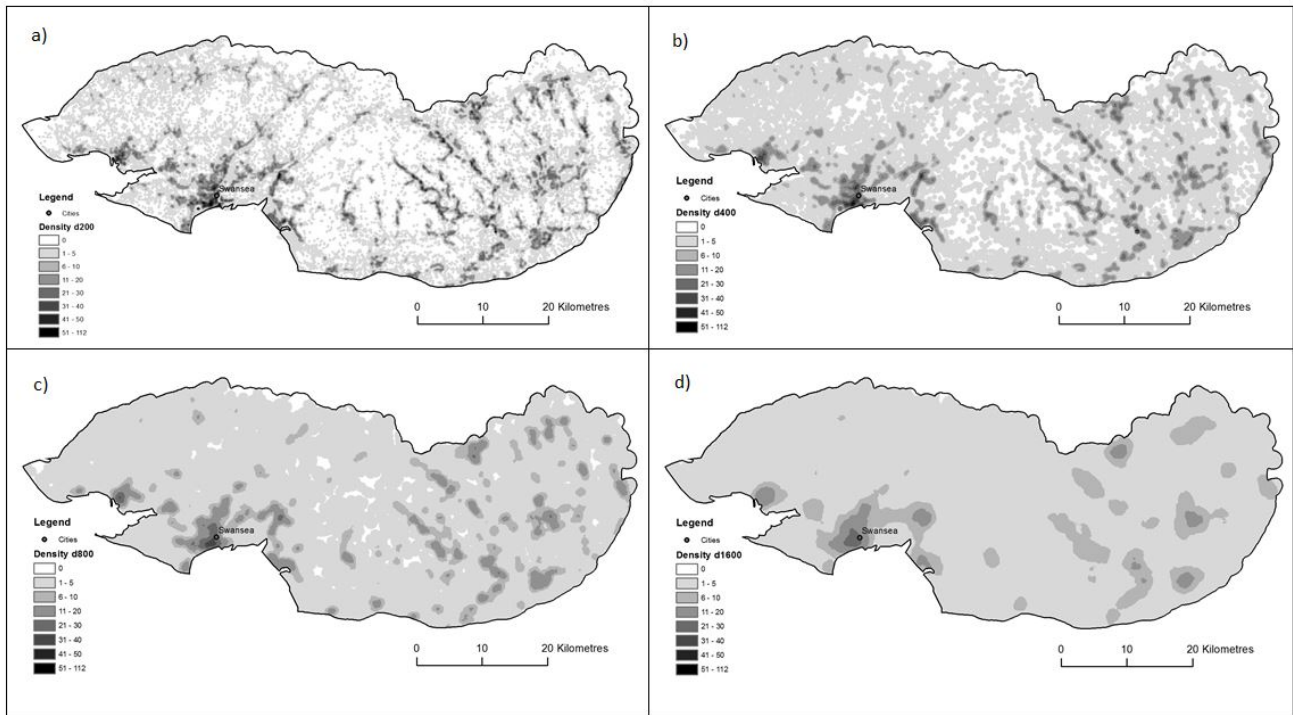 a)
Swansea
Legend
Cities
Density d200
0
1 - 5
6 - 10
11 - 20
21 - 30
31 - 40
41 - 50
51 - 112
0 10 20 Kilometres
b)
Swansea
Legend
Cities
Density d400
0
1 - 5
6 - 10
11 - 20
21 - 30
31 - 40
41 - 50
51 - 112
0 10 20 Kilometres
c)
Swansea
Legend
Cities
Density d800
0
1 - 5
6 - 10
11 - 20
21 - 30
31 - 40
41 - 50
51 - 112
0 10 20 Kilometres
d)
Swansea
Legend
Cities
Density d1600
0
1 - 5
6 - 10
11 - 20
21 - 30
31 - 40
41 - 50
51 - 112
0 10 20 Kilometres